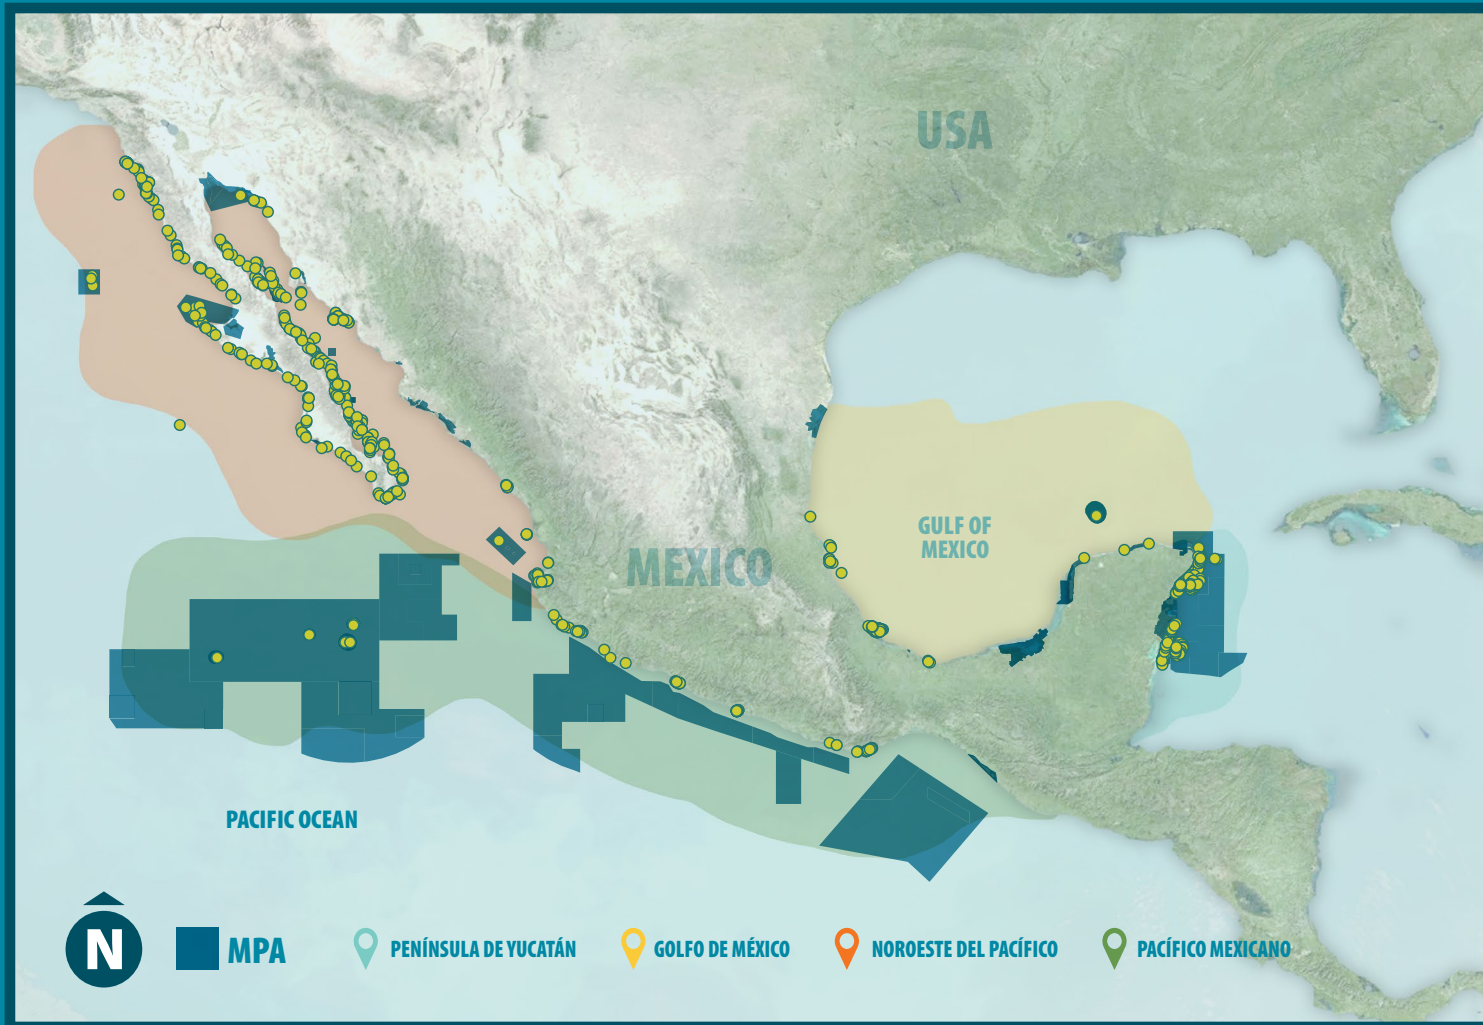 USA
GULF OF
MEXICO
MEXICO
PACIFIC OCEAN
N
MPA
PENÍNSULA DE YUCATÁN
GOLFO DE MÉXICO
NOROESTE DEL PACÍFICO
PACÍFICO MEXICANO